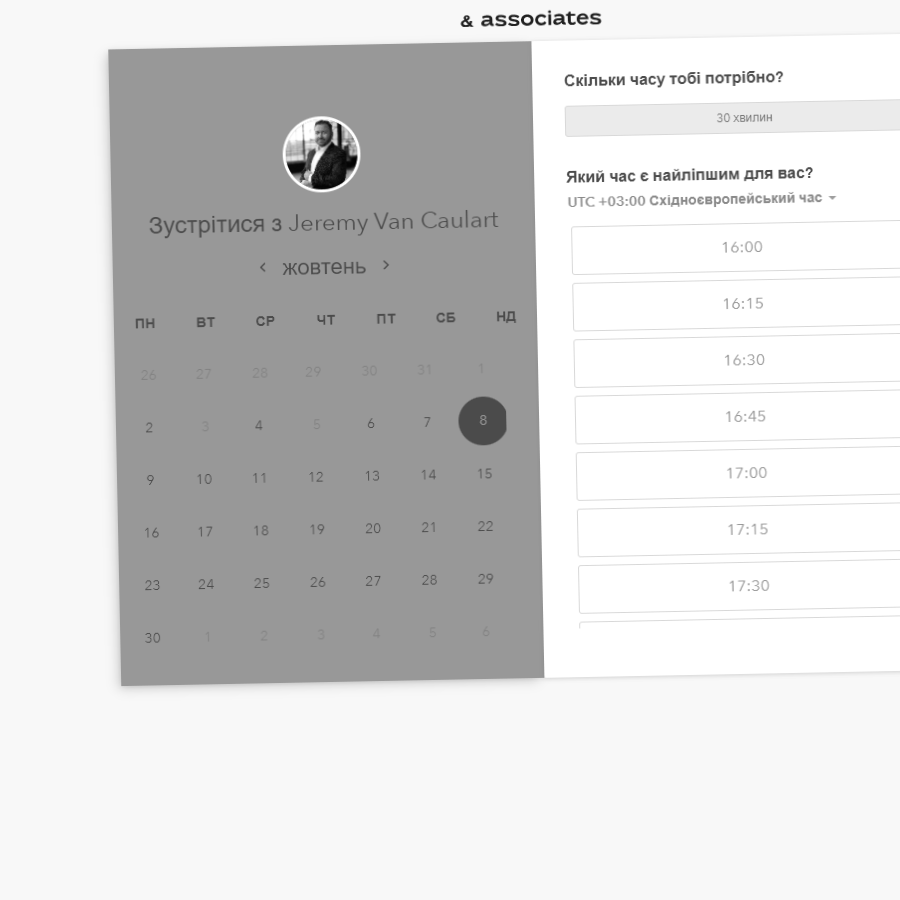 & associates
Зустрітися з Jeremy Van Caulart
жовтень
ПН ВТ СР ЧТ ПТ СБ НД
26 27 28 29 30 31 1
2 3 4 5 6 7 8
9 10 11 12 13 14 15
16 17 18 19 20 21 22
23 24 25 26 27 28 29
30 1 2 3 4 5 6
Скільки часу тобі потрібно?
30 хвилин
Який час є найліпшим для вас?
UTC +03:00 Східноєвропейський час
16:00
16:15
16:30
16:45
17:00
17:15
17:30